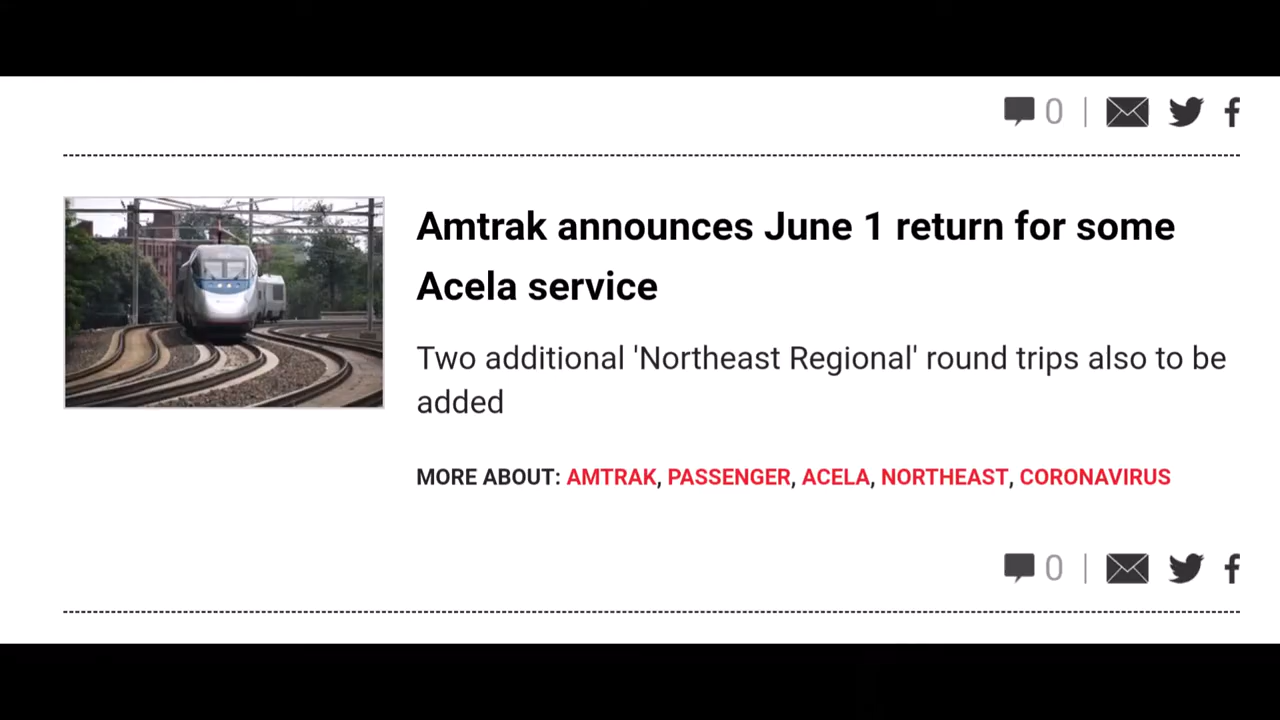 0 |
Amtrak announces June 1 return for some
Acela service
Two additional 'Northeast Regional' round trips also to be
added
MORE ABOUT: AMTRAK, PASSENGER, ACELA, NORTHEAST, CORONAVIRUS
0 |